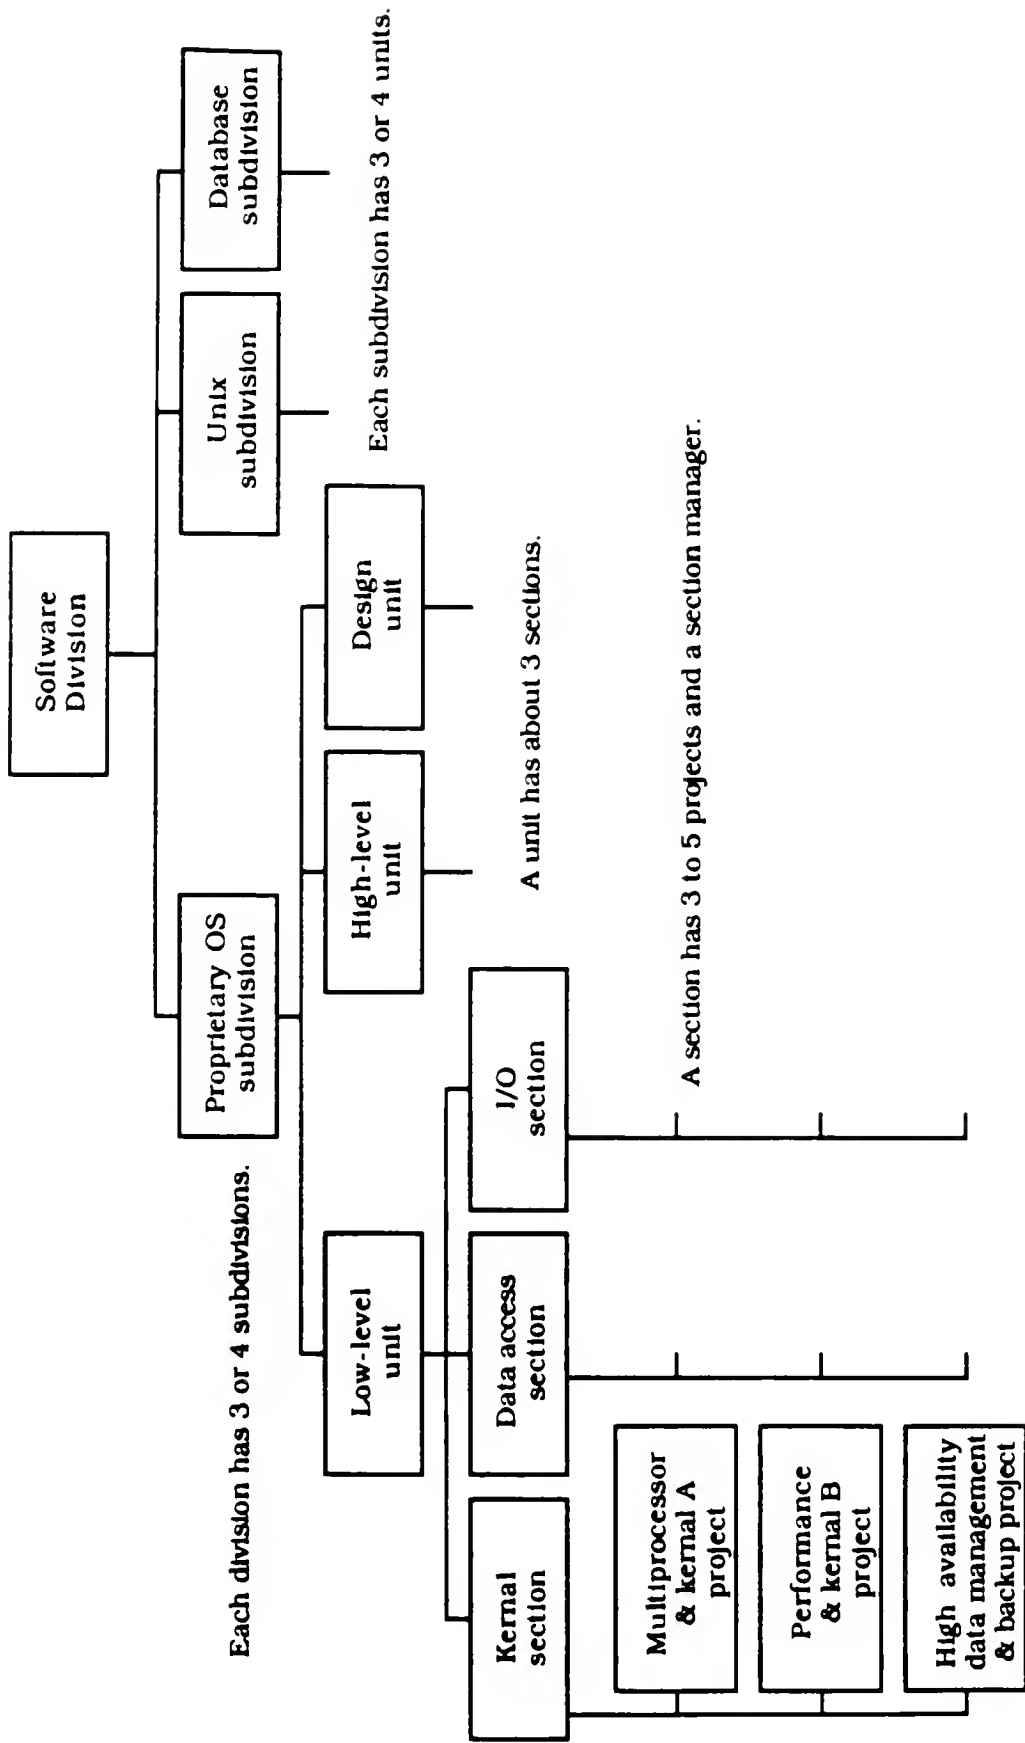 Software
Division
Proprietary OS
subdivision
Unix
subdivision
Database
subdivision
Each division has 3 or 4 subdivisions.
Low-level
unit
High-level
unit
Design
unit
Each subdivision has 3 or 4 units.
Kernal
section
Data access
section
I/O
section
A unit has about 3 sections.
Multiprocessor
& kernal A
project
A section has 3 to 5 projects and a section manager.
Performance
& kernal B
project
High availability
data management
& backup project